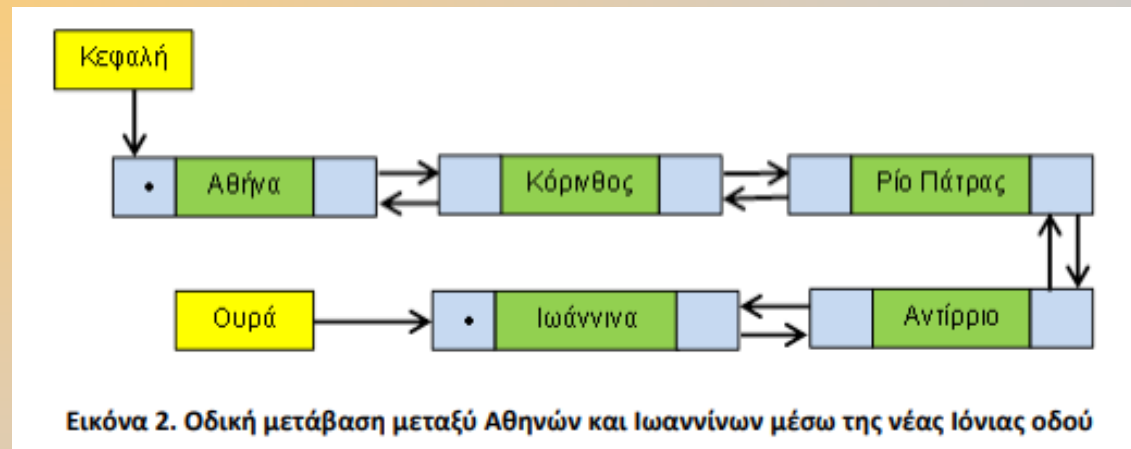 Κεφαλή
Αθήνα Κόρινθος Ρίο Πάτρας
Ουρά Ιωάννινα Αντίρριο
Εικόνα 2. Οδική μετάβαση μεταξύ Αθηνών και Ιωαννίνων μέσω της νέας Ιόνιας οδού